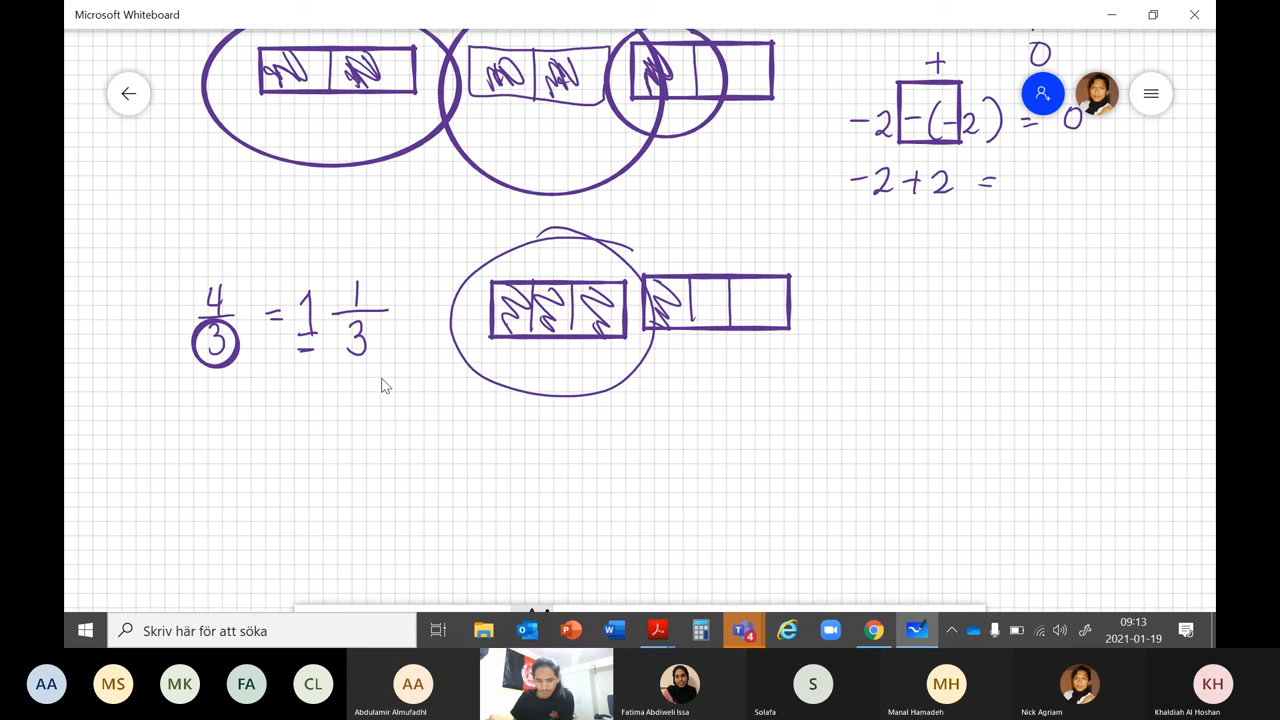 Microsoft Whiteboard
0
+
-2 -(-2) = 0
-2+2 =
4/3 = 1 1/3
Skriv här för att söka
4
09:13
2021-01-19
AA
MS
MK
FA
CL
AA
S
MH
KH
Abdulamir Almufadhl
Fatima Abdiweli Issa
Solafa
Manal Hamadeh
Nick Agriam
Khaldiah Al Hoshan